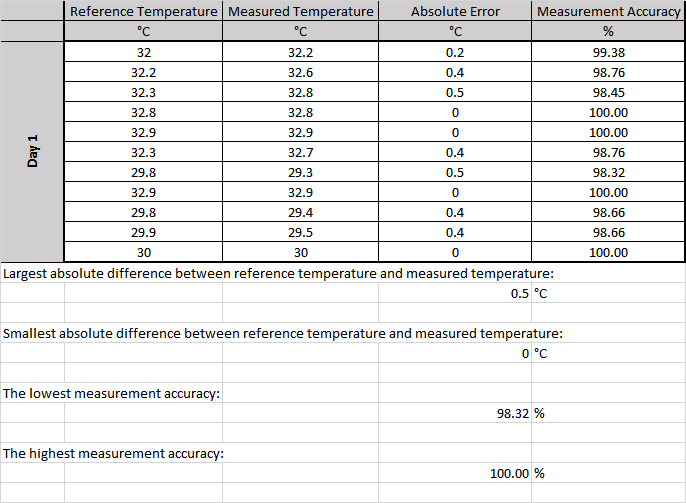 Reference Temperature Measured Temperature Absolute Error Measurement Accuracy
°C °C °C %
Day 1
32 32.2 0.2 99.38
32.2 32.6 0.4 98.76
32.3 32.8 0.5 98.45
32.8 32.8 0 100.00
32.9 32.9 0 100.00
32.3 32.7 0.4 98.76
29.8 29.3 0.5 98.32
32.9 32.9 0 100.00
29.8 29.4 0.4 98.66
29.9 29.5 0.4 98.66
30 30 0 100.00
Largest absolute difference between reference temperature and measured temperature:
0.5 °C
Smallest absolute difference between reference temperature and measured temperature:
0 °C
The lowest measurement accuracy:
98.32 %
The highest measurement accuracy:
100.00 %